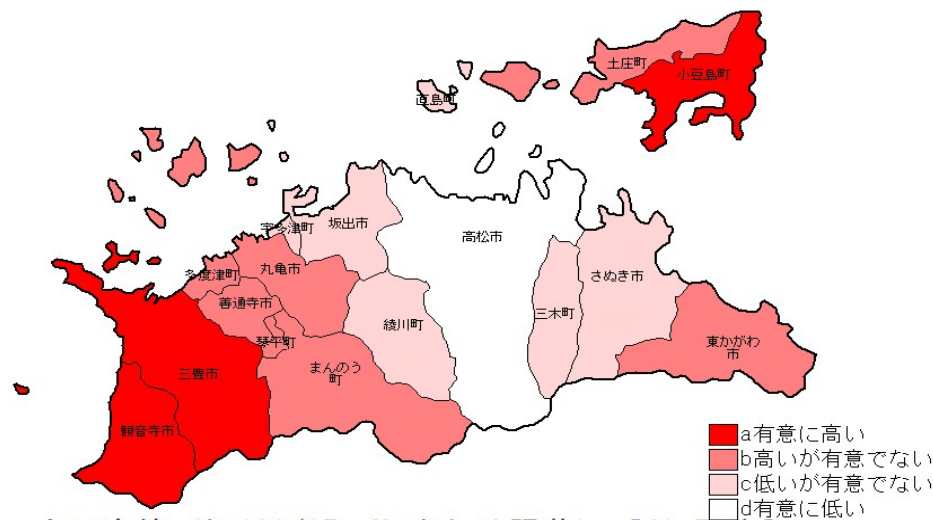 土庄町
小豆島町
直島町
宇多津町
坂出市
高松市
多度津町
丸亀市
さぬき市
善通寺市
三木町
綾川町
琴平町
東かがわ
市
まんのう
町
三豊市
観音寺市
a有意に高い
b高いが有意でない
c低いが有意でない
d有意に低い